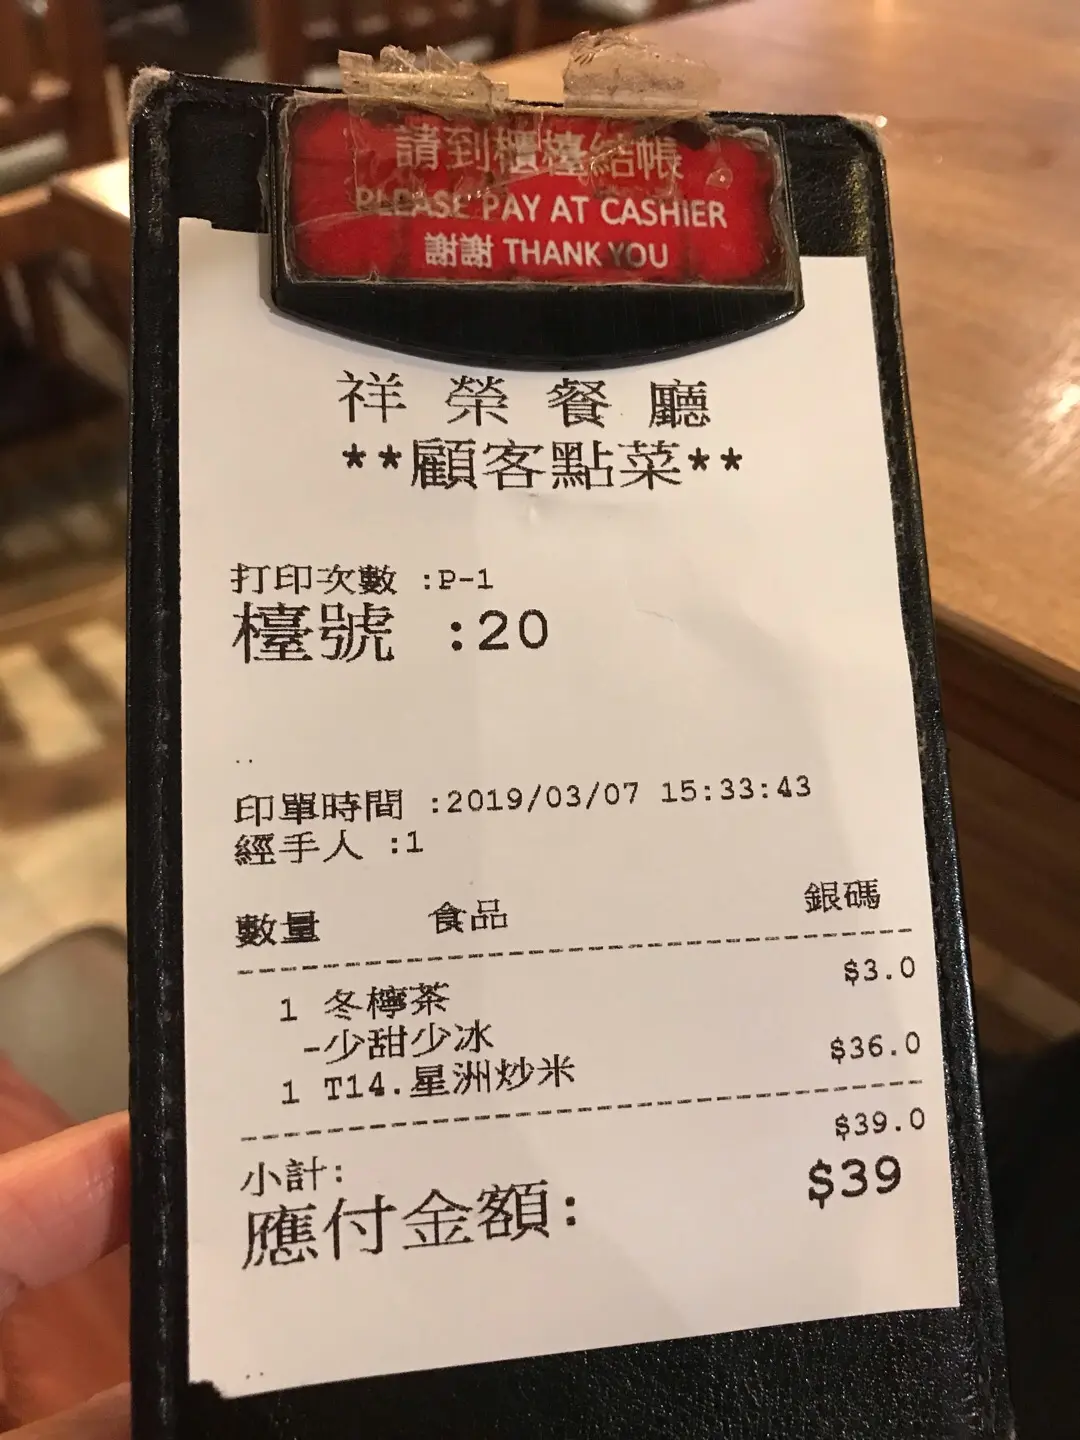 請到櫃檯結帳
PLEASE PAY AT CASHIER
謝謝 THANK YOU
祥榮餐廳
**顧客點菜**
打印次數 :P-1
檯號 :20
..
印單時間 :2019/03/07 15:33:43
經手人 :1
數量 食品 銀碼
1 冬檸茶 $3.0
-少甜少冰
1 T14.星洲炒米 $36.0
小計: $39.0
應付金額: $39
..